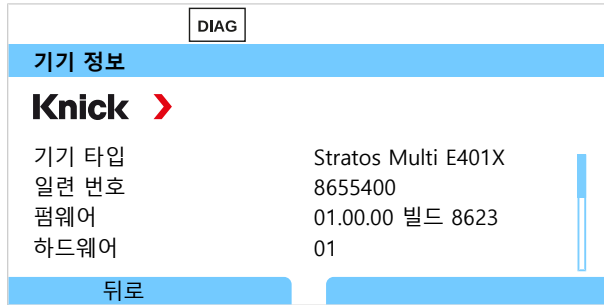 DIAG
기기 정보
Knick
기기 타입 Stratos Multi E401X
일련 번호 8655400
펌웨어 01.00.00 빌드 8623
하드웨어 01
뒤로